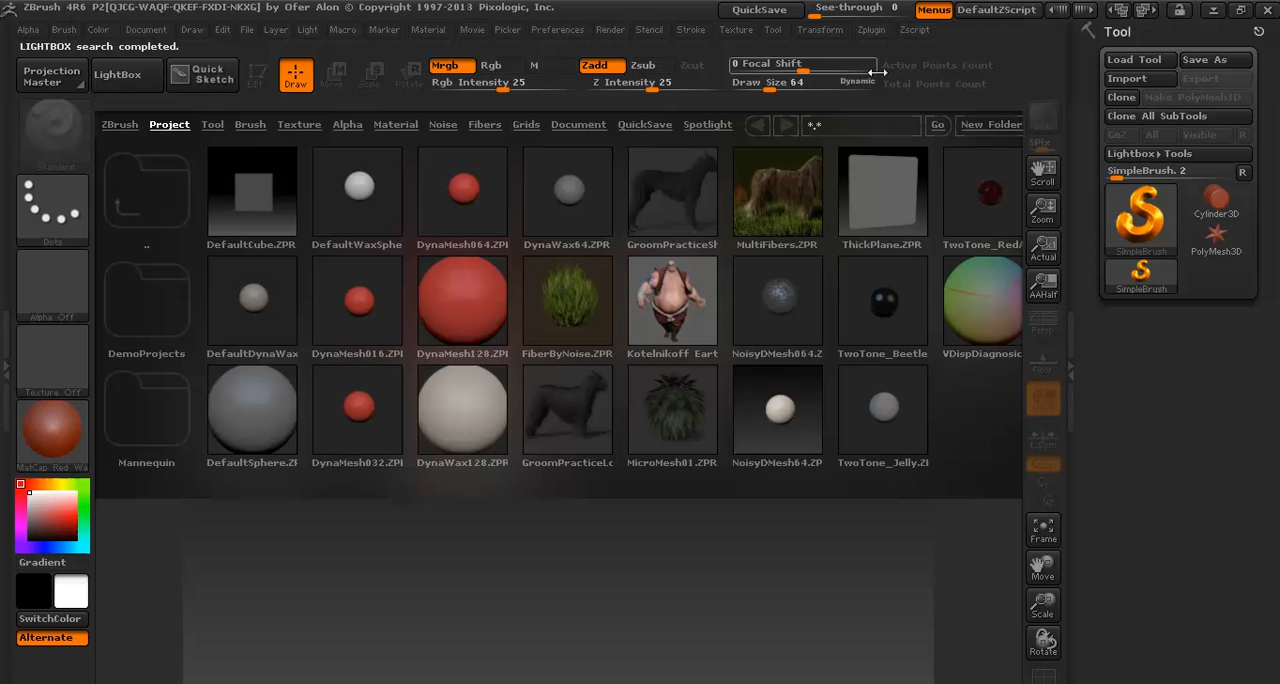 ZBrush 4R6 P2[QJCG-WAQF-QKEF-FXDI-NKXG] by Ofer Alon © Copyright 1997-2013 Pixologic, Inc.
QuickSave See-through 0 Menus DefaultZScript
Alpha Brush Color Document Draw Edit File Layer Light Macro Marker Material Movie Picker Preferences Render Stencil Stroke Texture Tool Transform Zplugin Zscript
Tool
LIGHTBOX search completed.
Load Tool Save As
Import Export
Clone Make PolyMesh3D
Clone All SubTools
GoZ All Visible R
Lightbox▸Tools
SimpleBrush. 2 R
Cylinder3D
SimpleBrush PolyMesh3D
SimpleBrush
Projection
Master
LightBox
Quick
Sketch
Edit Draw Move Scale Rotate
Mrgb Rgb M
Rgb Intensity 25
Zadd Zsub Zcut
Z Intensity 25
0 Focal Shift
Draw Size 64 Dynamic
Active Points Count
Total Points Count
ZBrush Project Tool Brush Texture Alpha Material Noise Fibers Grids Document QuickSave Spotlight *.* Go New Folder
Standard
Dots
Alpha Off
Texture Off
MatCap Red Wa
Gradient
SwitchColor
Alternate
.. DefaultCube.ZPR DefaultWaxSphe DynaMesh064.ZPI DynaWax64.ZPR GroomPracticeSh MultiFibers.ZPR ThickPlane.ZPR TwoTone_Red/
DemoProjects DefaultDynaWax DynaMesh016.ZPI DynaMesh128.ZPI FiberByNoise.ZPR Kotelnikoff Eart NoisyDMesh064.Z TwoTone_Beetle VDispDiagnosic
Mannequin DefaultSphere.ZP DynaMesh032.ZPI DynaWax128.ZPR GroomPracticeLc MicroMesh01.ZPR NoisyDMesh64.ZP TwoTone_Jelly.ZI
SPix
Scroll
Zoom
Actual
AAHalf
Persp
Floor
L.Sym
Frame
Move
Scale
Rotate